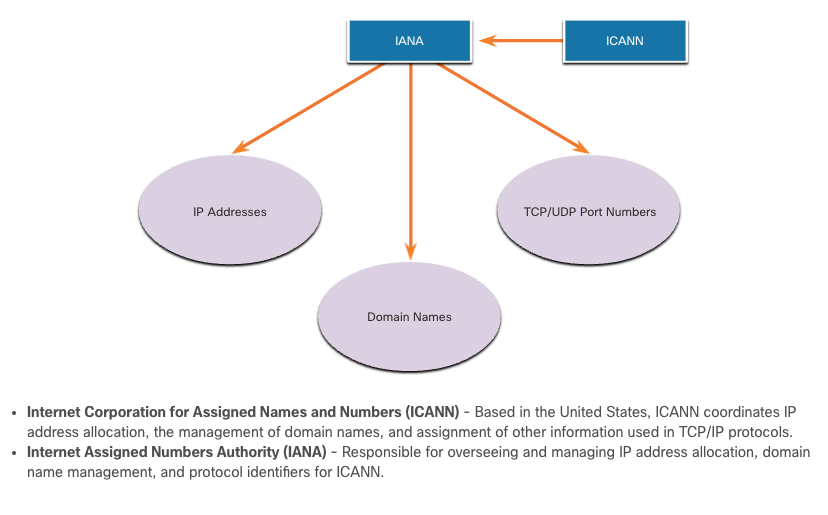 IANA
ICANN
IP Addresses
TCP/UDP Port Numbers
Domain Names
• Internet Corporation for Assigned Names and Numbers (ICANN) - Based in the United States, ICANN coordinates IP
address allocation, the management of domain names, and assignment of other information used in TCP/IP protocols.
• Internet Assigned Numbers Authority (IANA) - Responsible for overseeing and managing IP address allocation, domain
name management, and protocol identifiers for ICANN.